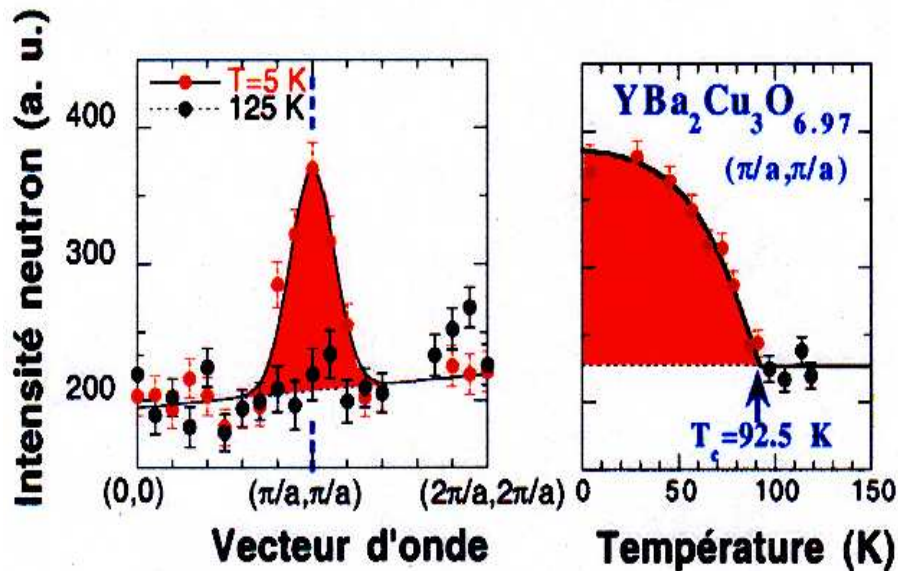 Intensité neutron (a. u.)
400
300
200
T=5 K
125 K
(0,0)
(π/a,π/a)
(2π/a,2π/a)
Vecteur d'onde
YBa₂Cu₃O₆.₉₇
(π/a,π/a)
T_c=92.5 K
0
50
100
150
Température (K)